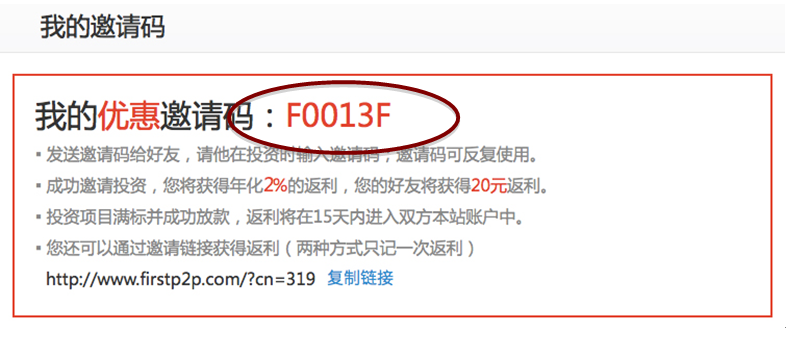 我的邀请码
我的优惠邀请码：F0013F
▪ 发送邀请码给好友，请他在投资时输入邀请码，邀请码可反复使用。
▪ 成功邀请投资，您将获得年化2%的返利，您的好友将获得20元返利。
▪ 投资项目满标并成功放款，返利将在15天内进入双方本站账户中。
▪ 您还可以通过邀请链接获得返利（两种方式只记一次返利）
http://www.firstp2p.com/?cn=319 复制链接